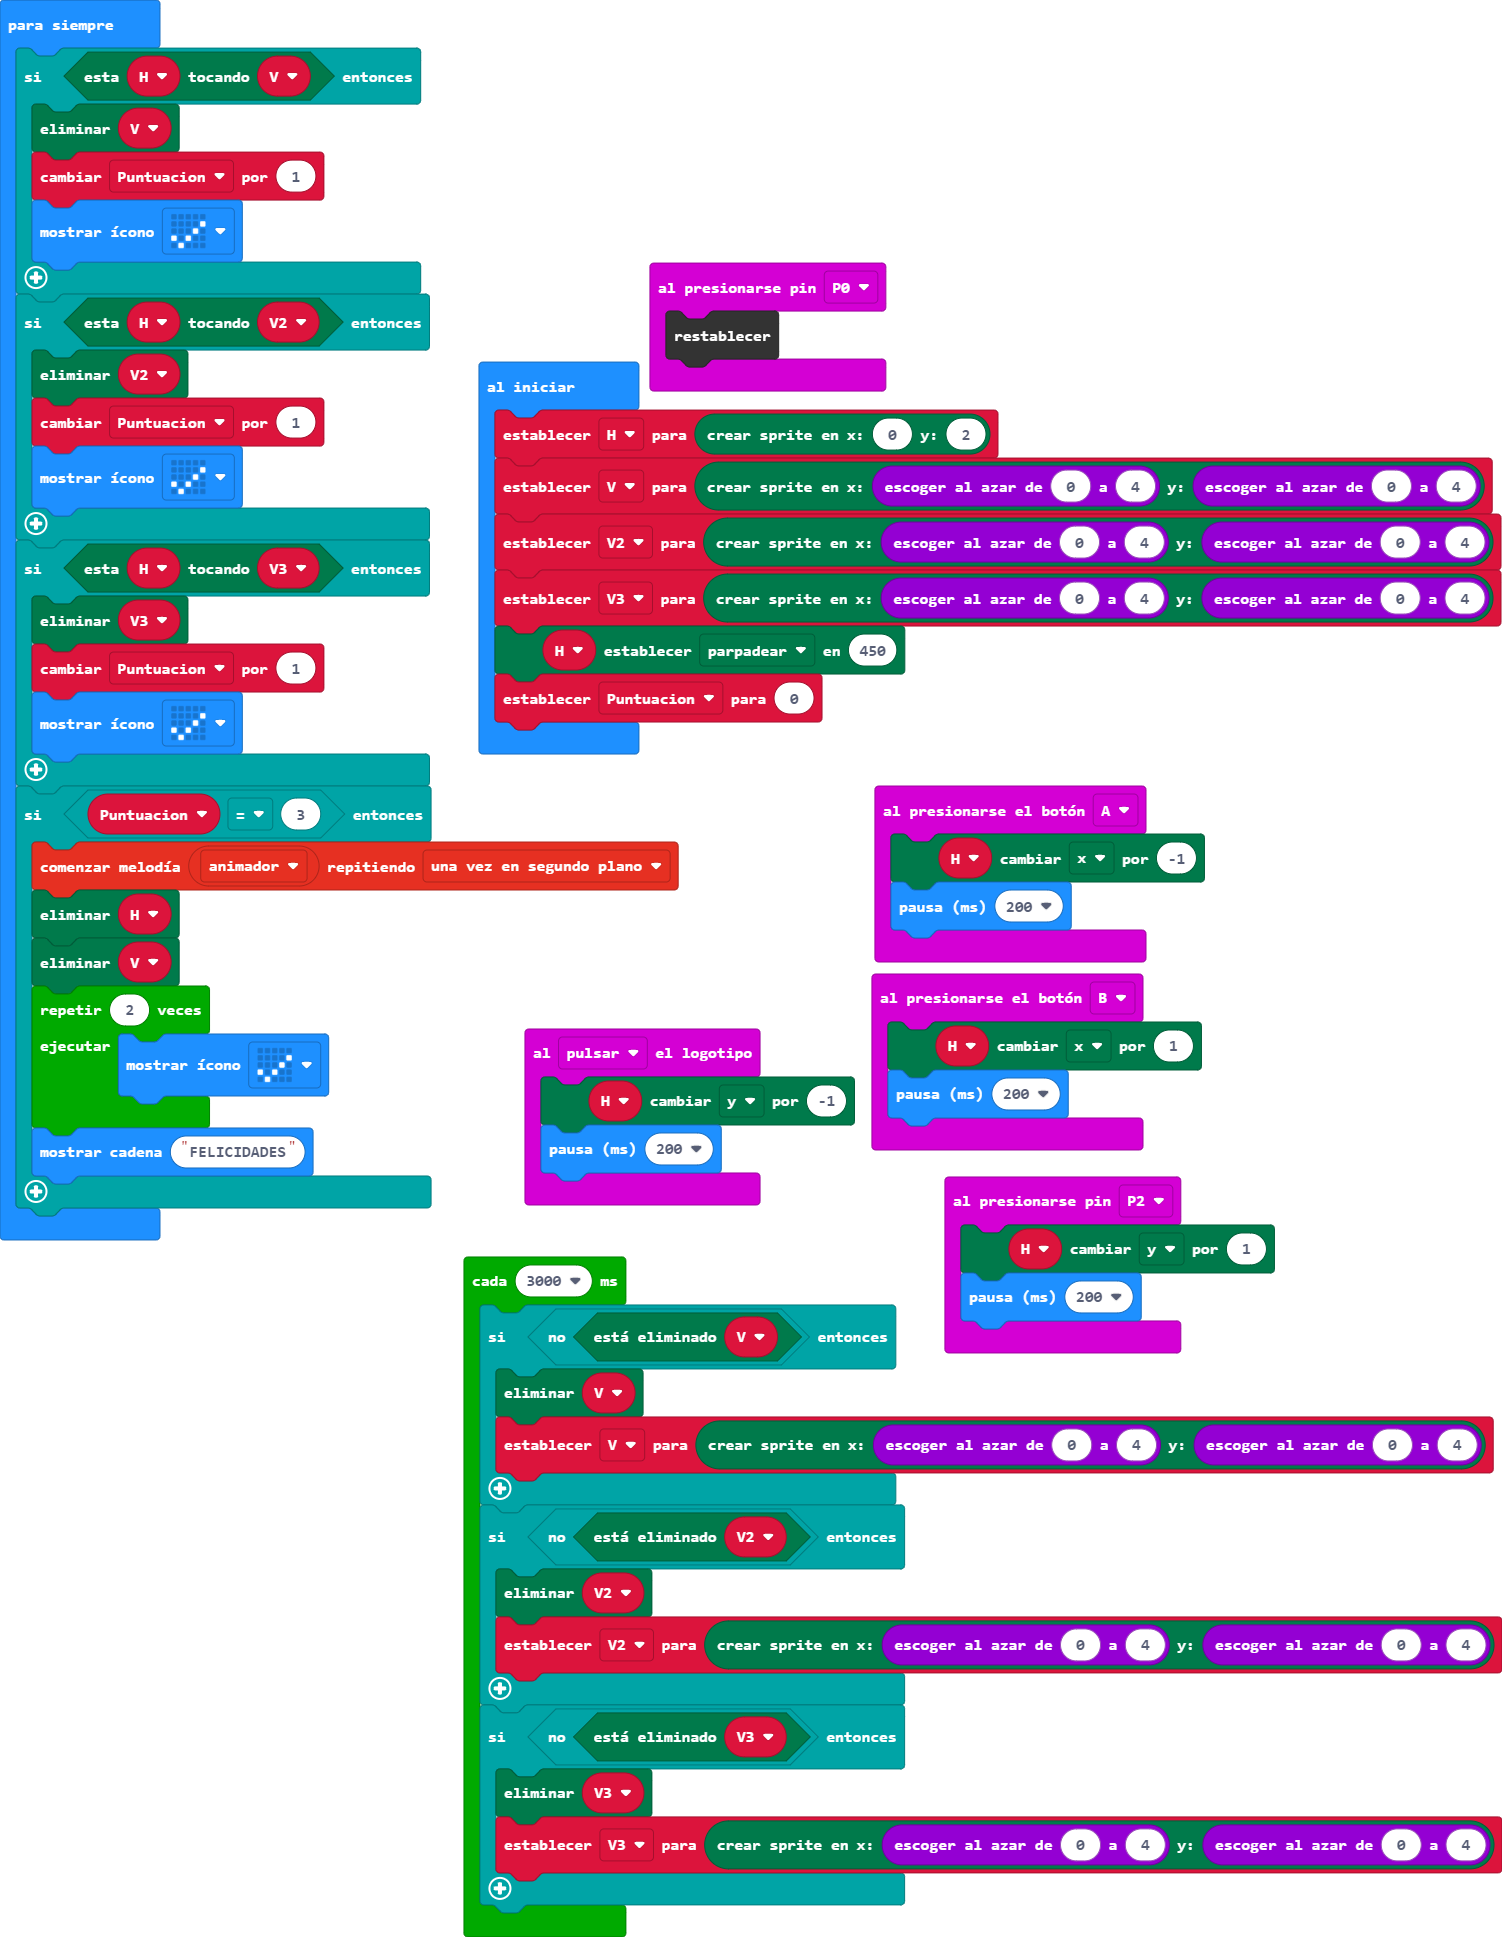 para siempre
si esta H tocando V entonces
eliminar V
cambiar Puntuacion por 1
mostrar ícono
si esta H tocando V2 entonces
eliminar V2
cambiar Puntuacion por 1
mostrar ícono
si esta H tocando V3 entonces
eliminar V3
cambiar Puntuacion por 1
mostrar ícono
si Puntuacion = 3 entonces
comenzar melodía animador repitiendo una vez en segundo plano
eliminar H
eliminar V
repetir 2 veces
ejecutar mostrar ícono
mostrar cadena "FELICIDADES"
al presionarse pin P0
restablecer
al iniciar
establecer H para crear sprite en x: 0 y: 2
establecer V para crear sprite en x: escoger al azar de 0 a 4 y: escoger al azar de 0 a 4
establecer V2 para crear sprite en x: escoger al azar de 0 a 4 y: escoger al azar de 0 a 4
establecer V3 para crear sprite en x: escoger al azar de 0 a 4 y: escoger al azar de 0 a 4
H establecer parpadear en 450
establecer Puntuacion para 0
al presionarse el botón A
H cambiar x por -1
pausa (ms) 200
al presionarse el botón B
H cambiar x por 1
pausa (ms) 200
al pulsar el logotipo
H cambiar y por -1
pausa (ms) 200
al presionarse pin P2
H cambiar y por 1
pausa (ms) 200
cada 3000 ms
si no está eliminado V entonces
eliminar V
establecer V para crear sprite en x: escoger al azar de 0 a 4 y: escoger al azar de 0 a 4
si no está eliminado V2 entonces
eliminar V2
establecer V2 para crear sprite en x: escoger al azar de 0 a 4 y: escoger al azar de 0 a 4
si no está eliminado V3 entonces
eliminar V3
establecer V3 para crear sprite en x: escoger al azar de 0 a 4 y: escoger al azar de 0 a 4